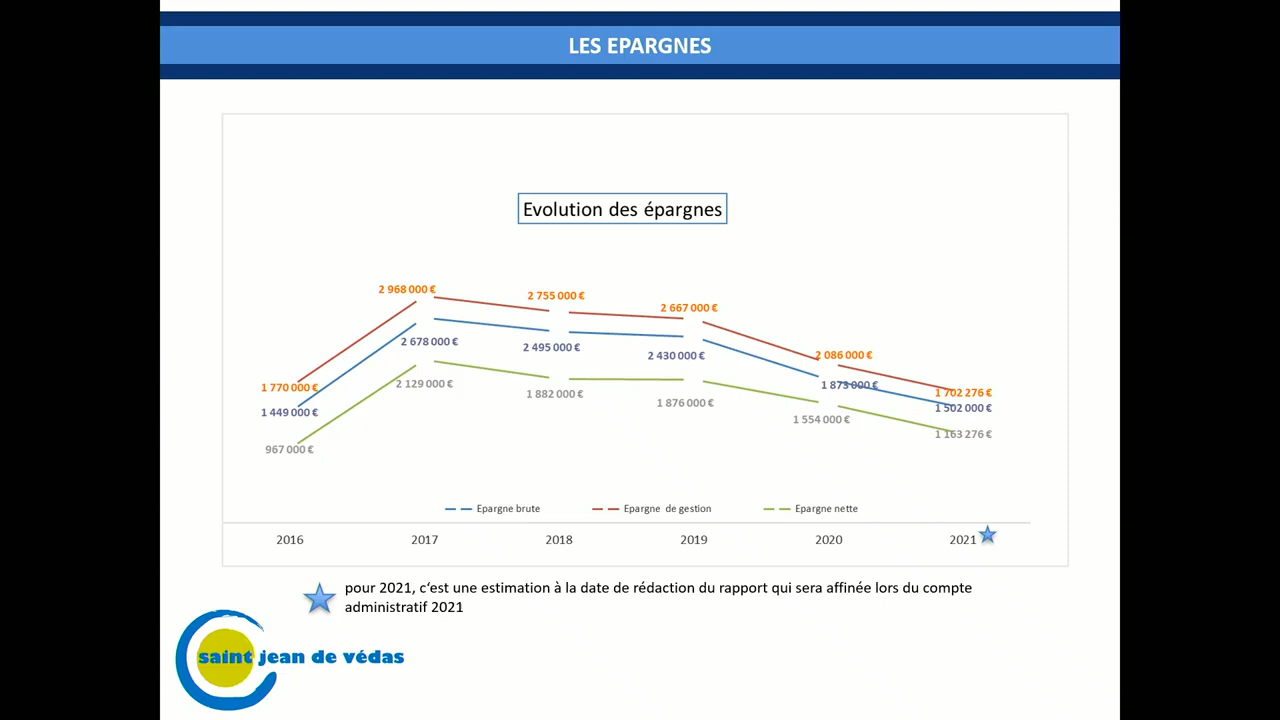 LES EPARGNES
Evolution des épargnes
2 968 000 €
2 755 000 €
2 667 000 €
2 678 000 €
2 495 000 €
2 430 000 €
2 086 000 €
1 770 000 €
2 129 000 €
1 882 000 €
1 876 000 €
1 873 000 €
1 702 276 €
1 449 000 €
1 554 000 €
1 502 000 €
967 000 €
1 163 276 €
Epargne brute
Epargne de gestion
Epargne nette
2016 2017 2018 2019 2020 2021
pour 2021, c‘est une estimation à la date de rédaction du rapport qui sera affinée lors du compte
administratif 2021
saint jean de védas